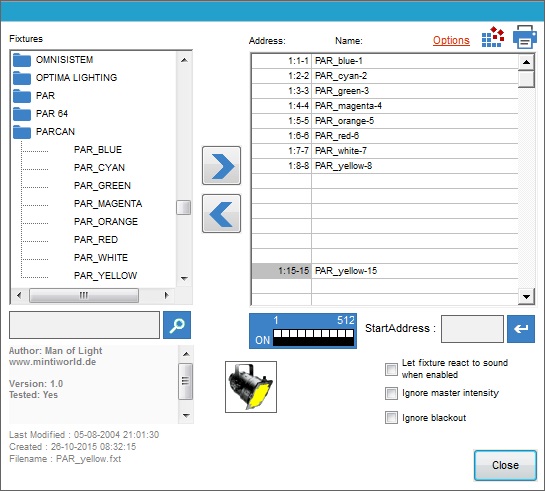 Fixtures
OMNISISTEM
OPTIMA LIGHTING
PAR
PAR 64
PARCAN
PAR_BLUE
PAR_CYAN
PAR_GREEN
PAR_MAGENTA
PAR_ORANGE
PAR_RED
PAR_WHITE
PAR_YELLOW
Author: Man of Light
www.mintiworld.de
Version: 1.0
Tested: Yes
Last Modified : 05-08-2004 21:01:30
Created : 26-10-2015 08:32:15
Filename : PAR_yellow.fxt
Address: Name: Options
1:1-1 PAR_blue-1
1:2-2 PAR_cyan-2
1:3-3 PAR_green-3
1:4-4 PAR_magenta-4
1:5-5 PAR_orange-5
1:6-6 PAR_red-6
1:7-7 PAR_white-7
1:8-8 PAR_yellow-8
1:15-15 PAR_yellow-15
1 512
ON
StartAddress :
Let fixture react to sound
when enabled
Ignore master intensity
Ignore blackout
Close